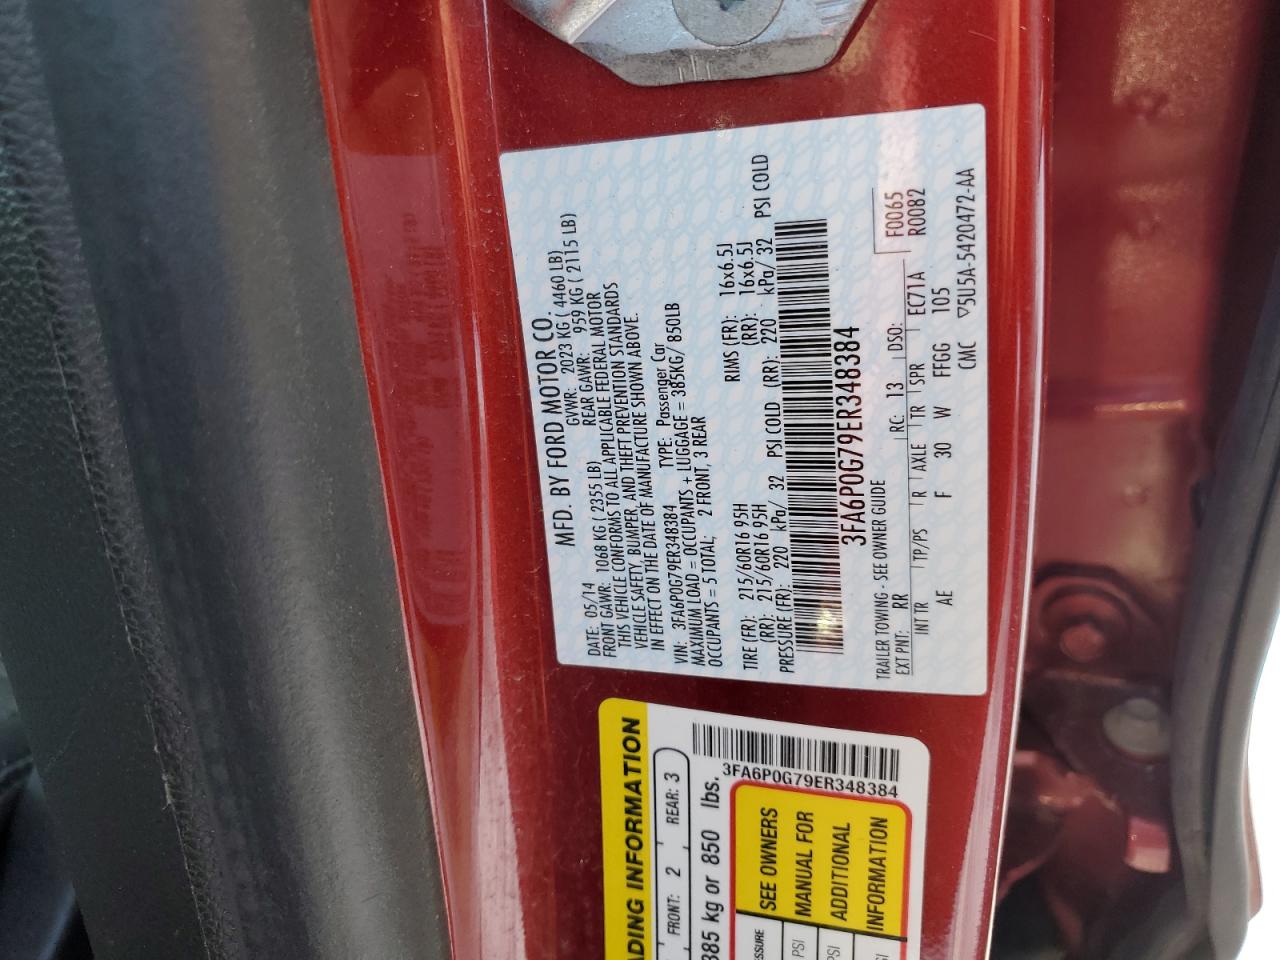 MFD. BY FORD MOTOR CO.
DATE: 05/14 GVWR: 2023 KG ( 4460 LB)
FRONT GAWR: 1068 KG ( 2355 LB) REAR GAWR: 959 KG ( 2115 LB)
THIS VEHICLE CONFORMS TO ALL APPLICABLE FEDERAL MOTOR
VEHICLE SAFETY, BUMPER, AND THEFT PREVENTION STANDARDS
IN EFFECT ON THE DATE OF MANUFACTURE SHOWN ABOVE.
VIN: 3FA6P0G79ER348384 TYPE: Passenger Car
MAXIMUM LOAD = OCCUPANTS + LUGGAGE = 385KG/ 850LB
OCCUPANTS = 5 TOTAL; 2 FRONT, 3 REAR
TIRE (FR): 215/60R16 95H RIMS (FR): 16x6.5J
(RR): 215/60R16 95H (RR): 16x6.5J
PRESSURE (FR): 220 kPa/ 32 PSI COLD (RR): 220 kPa/ 32 PSI COLD
3FA6P0G79ER348384
TRAILER TOWING - SEE OWNER GUIDE
F0065
EXT PNT: RR RC: 13 DSO: R0082
INT TR TP/PS R AXLE TR SPR EC71A
AE F 30 W FFGG 105
CMC ▽5U5A-5420472-AA
ADING INFORMATION
FRONT: 2 REAR: 3
385 kg or 850 lbs.
3FA6P0G79ER348384
SEE OWNERS
MANUAL FOR
ADDITIONAL
INFORMATION
ESSURE
PSI
PSI